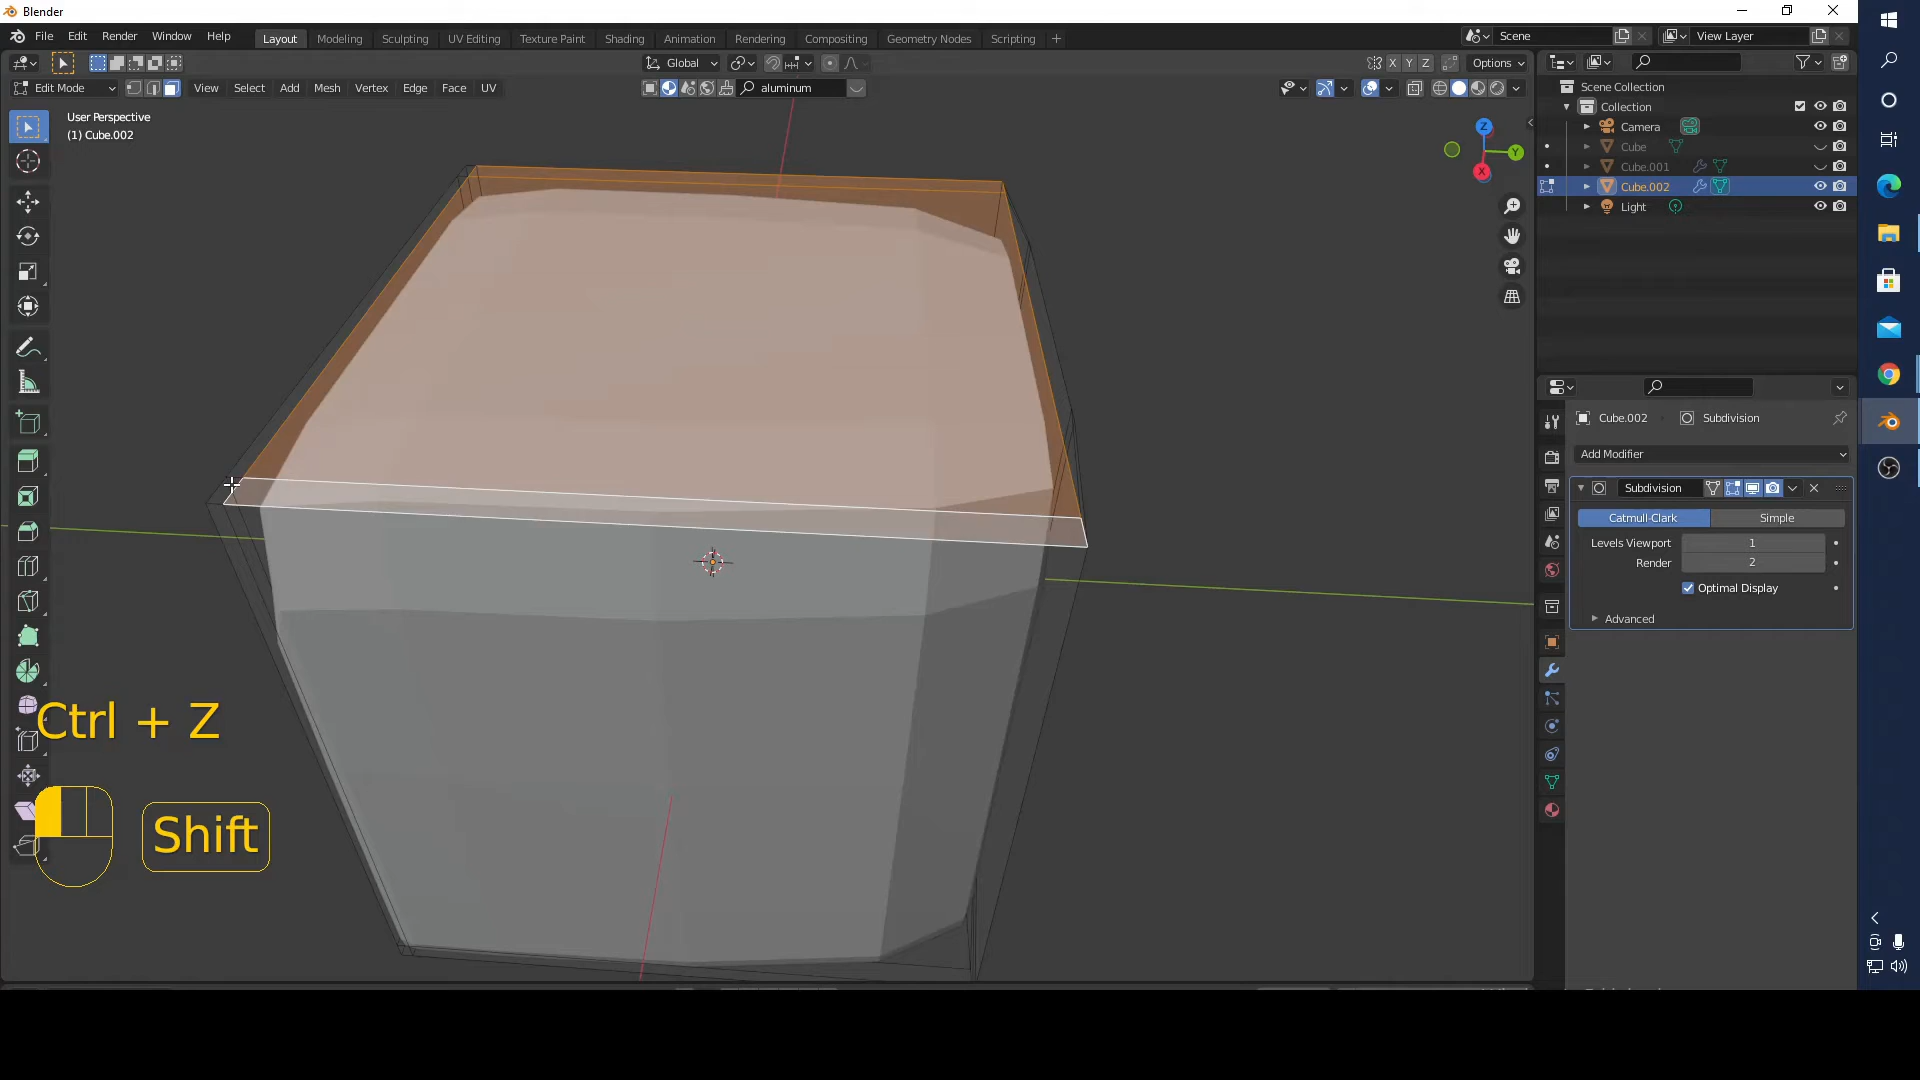 Blender
File Edit Render Window Help
Layout Modeling Sculpting UV Editing Texture Paint Shading Animation Rendering Compositing Geometry Nodes Scripting +
Scene
View Layer
Global
X Y Z
Options
Edit Mode
View Select Add Mesh Vertex Edge Face UV
aluminum
User Perspective
(1) Cube.002
Z
Y
X
Scene Collection
Collection
Camera
Cube
Cube.001
Cube.002
Light
Cube.002
Subdivision
Add Modifier
Subdivision
Catmull-Clark
Simple
Levels Viewport 1
Render 2
Optimal Display
Advanced
Ctrl + Z
Shift